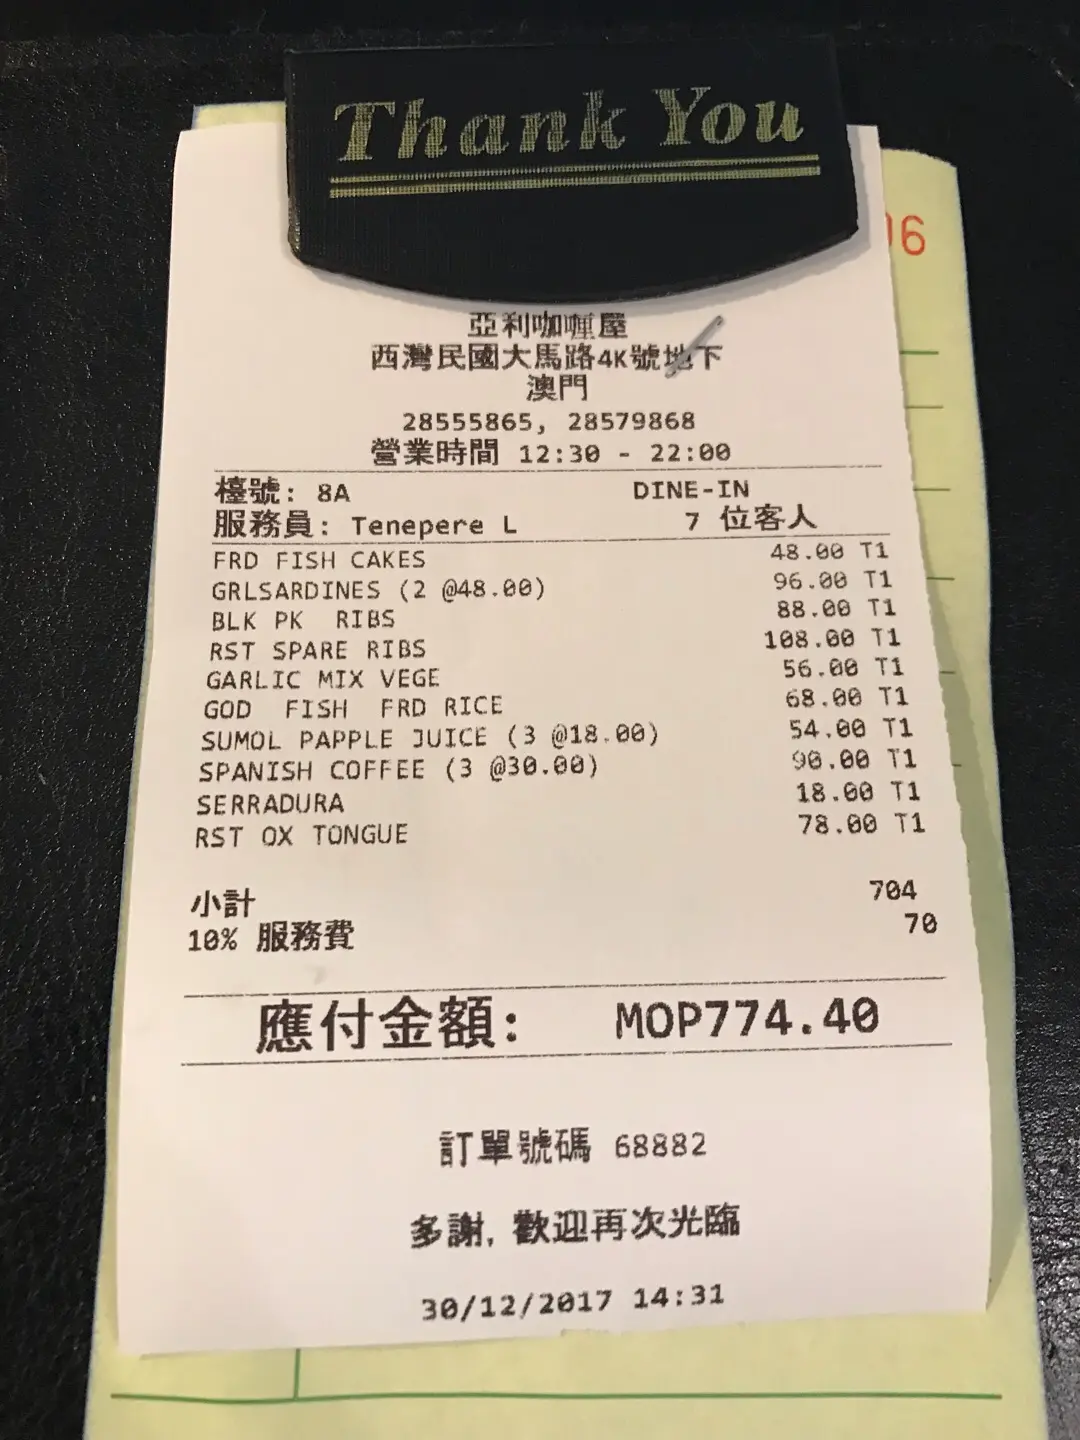 Thank You
16
亞利咖喱屋
西灣民國大馬路4K號地下
澳門
28555865, 28579868
營業時間 12:30 - 22:00
檯號: 8A DINE-IN
服務員: Tenepere L 7 位客人
FRD FISH CAKES 48.00 T1
GRLSARDINES (2 @48.00) 96.00 T1
BLK PK RIBS 88.00 T1
RST SPARE RIBS 108.00 T1
GARLIC MIX VEGE 56.00 T1
GOD FISH FRD RICE 68.00 T1
SUMOL PAPPLE JUICE (3 @18.00) 54.00 T1
SPANISH COFFEE (3 @30.00) 90.00 T1
SERRADURA 18.00 T1
RST OX TONGUE 78.00 T1
小計 704
10% 服務費 70
應付金額: MOP774.40
訂單號碼 68882
多謝, 歡迎再次光臨
30/12/2017 14:31